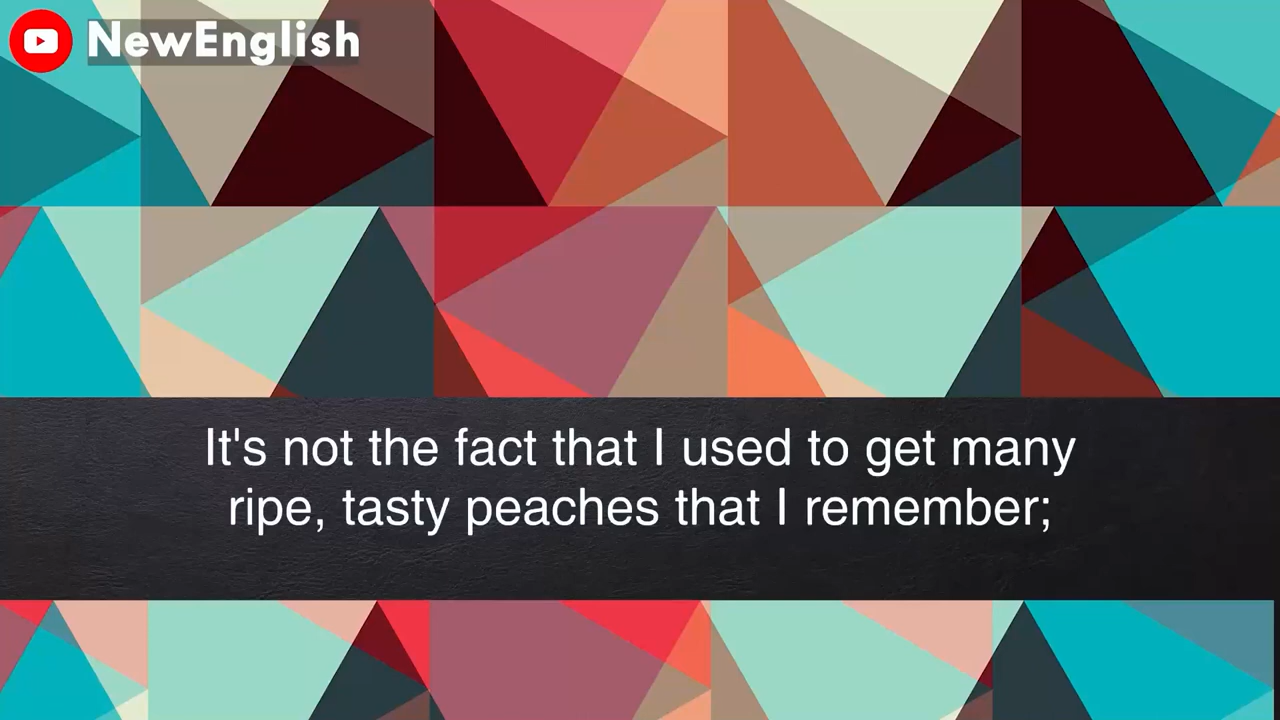 NewEnglish
It's not the fact that I used to get many
ripe, tasty peaches that I remember;